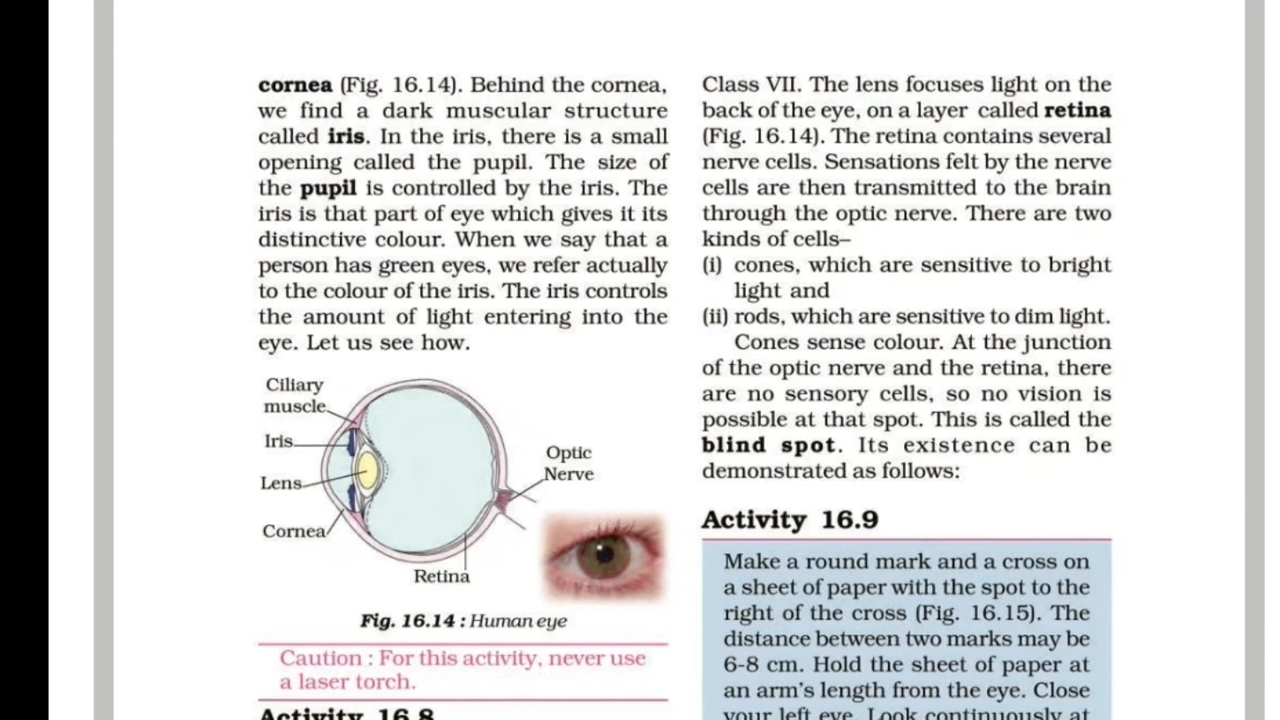 cornea (Fig. 16.14). Behind the cornea,
we find a dark muscular structure
called iris. In the iris, there is a small
opening called the pupil. The size of
the pupil is controlled by the iris. The
iris is that part of eye which gives it its
distinctive colour. When we say that a
person has green eyes, we refer actually
to the colour of the iris. The iris controls
the amount of light entering into the
eye. Let us see how.
Ciliary
muscle
Iris
Lens
Cornea
Optic
Nerve
Retina
Fig. 16.14 : Human eye
Caution : For this activity, never use
a laser torch.
Activity 16.8
Class VII. The lens focuses light on the
back of the eye, on a layer called retina
(Fig. 16.14). The retina contains several
nerve cells. Sensations felt by the nerve
cells are then transmitted to the brain
through the optic nerve. There are two
kinds of cells–
(i) cones, which are sensitive to bright
light and
(ii) rods, which are sensitive to dim light.
Cones sense colour. At the junction
of the optic nerve and the retina, there
are no sensory cells, so no vision is
possible at that spot. This is called the
blind spot. Its existence can be
demonstrated as follows:
Activity 16.9
Make a round mark and a cross on
a sheet of paper with the spot to the
right of the cross (Fig. 16.15). The
distance between two marks may be
6-8 cm. Hold the sheet of paper at
an arm's length from the eye. Close
your left eye. Look continuously at